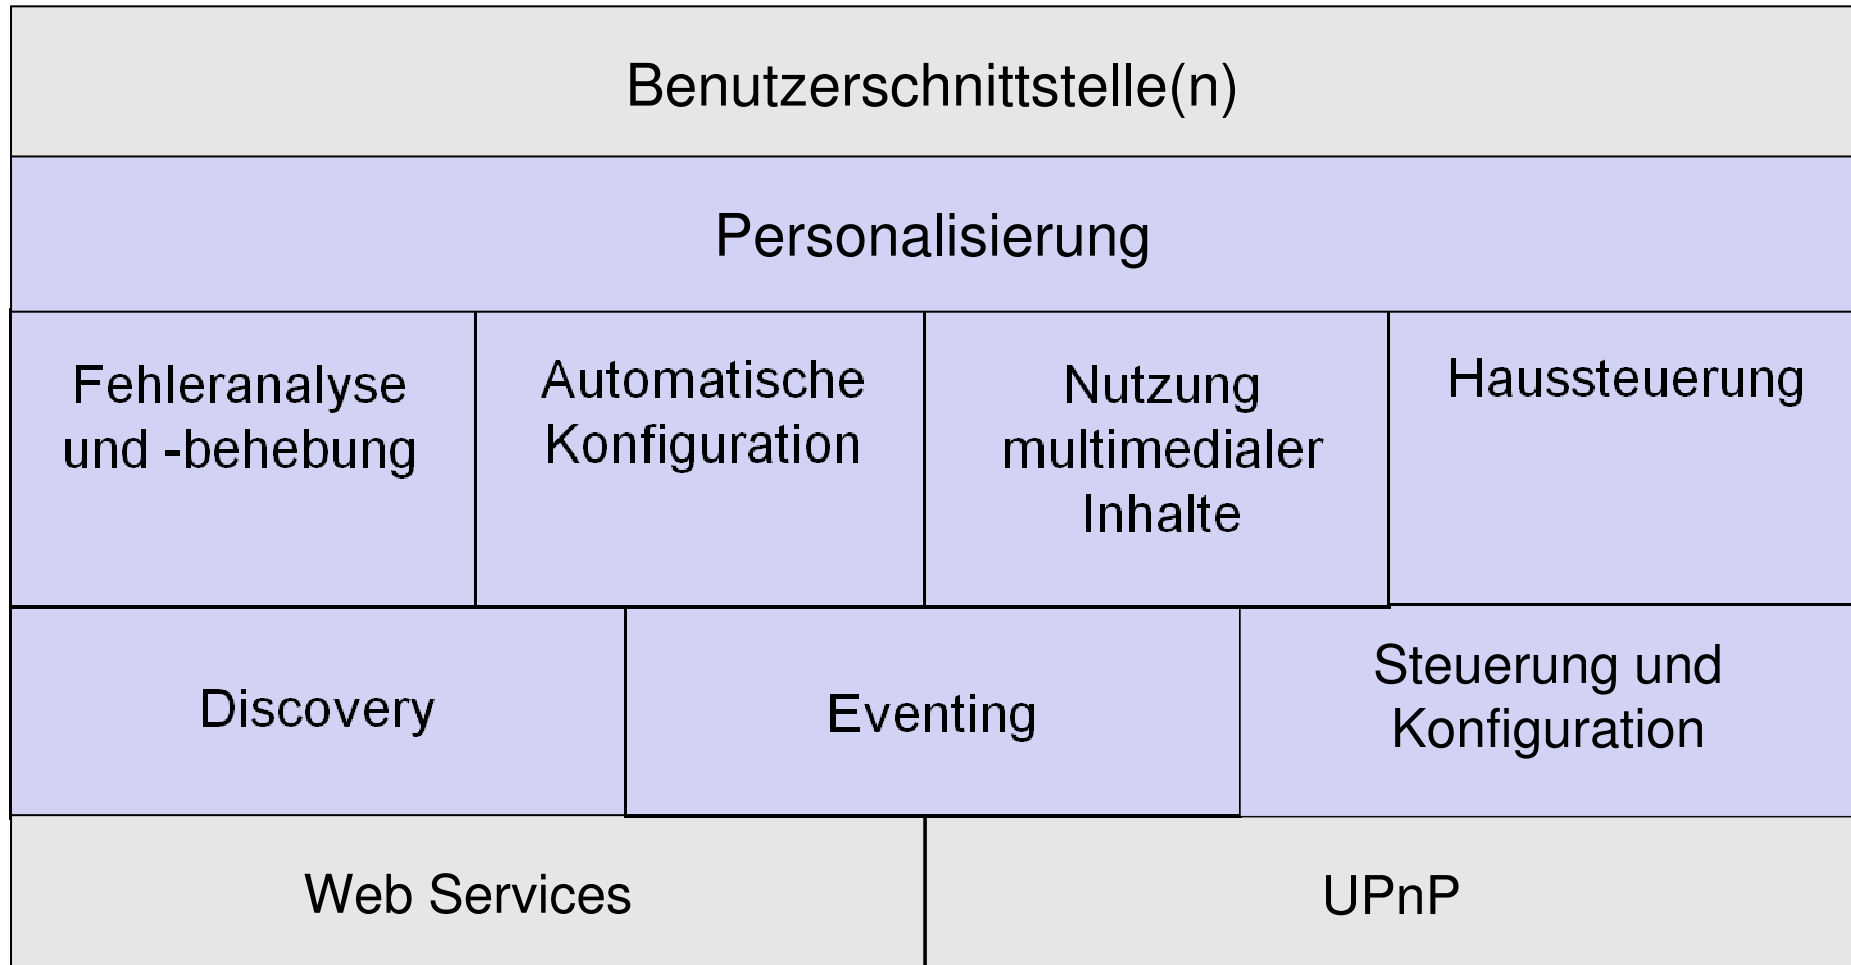 Benutzerschnittstelle(n)
Personalisierung
Fehleranalyse
und -behebung
Automatische
Konfiguration
Nutzung
multimedialer
Inhalte
Haussteuerung
Discovery
Eventing
Steuerung und
Konfiguration
Web Services
UPnP